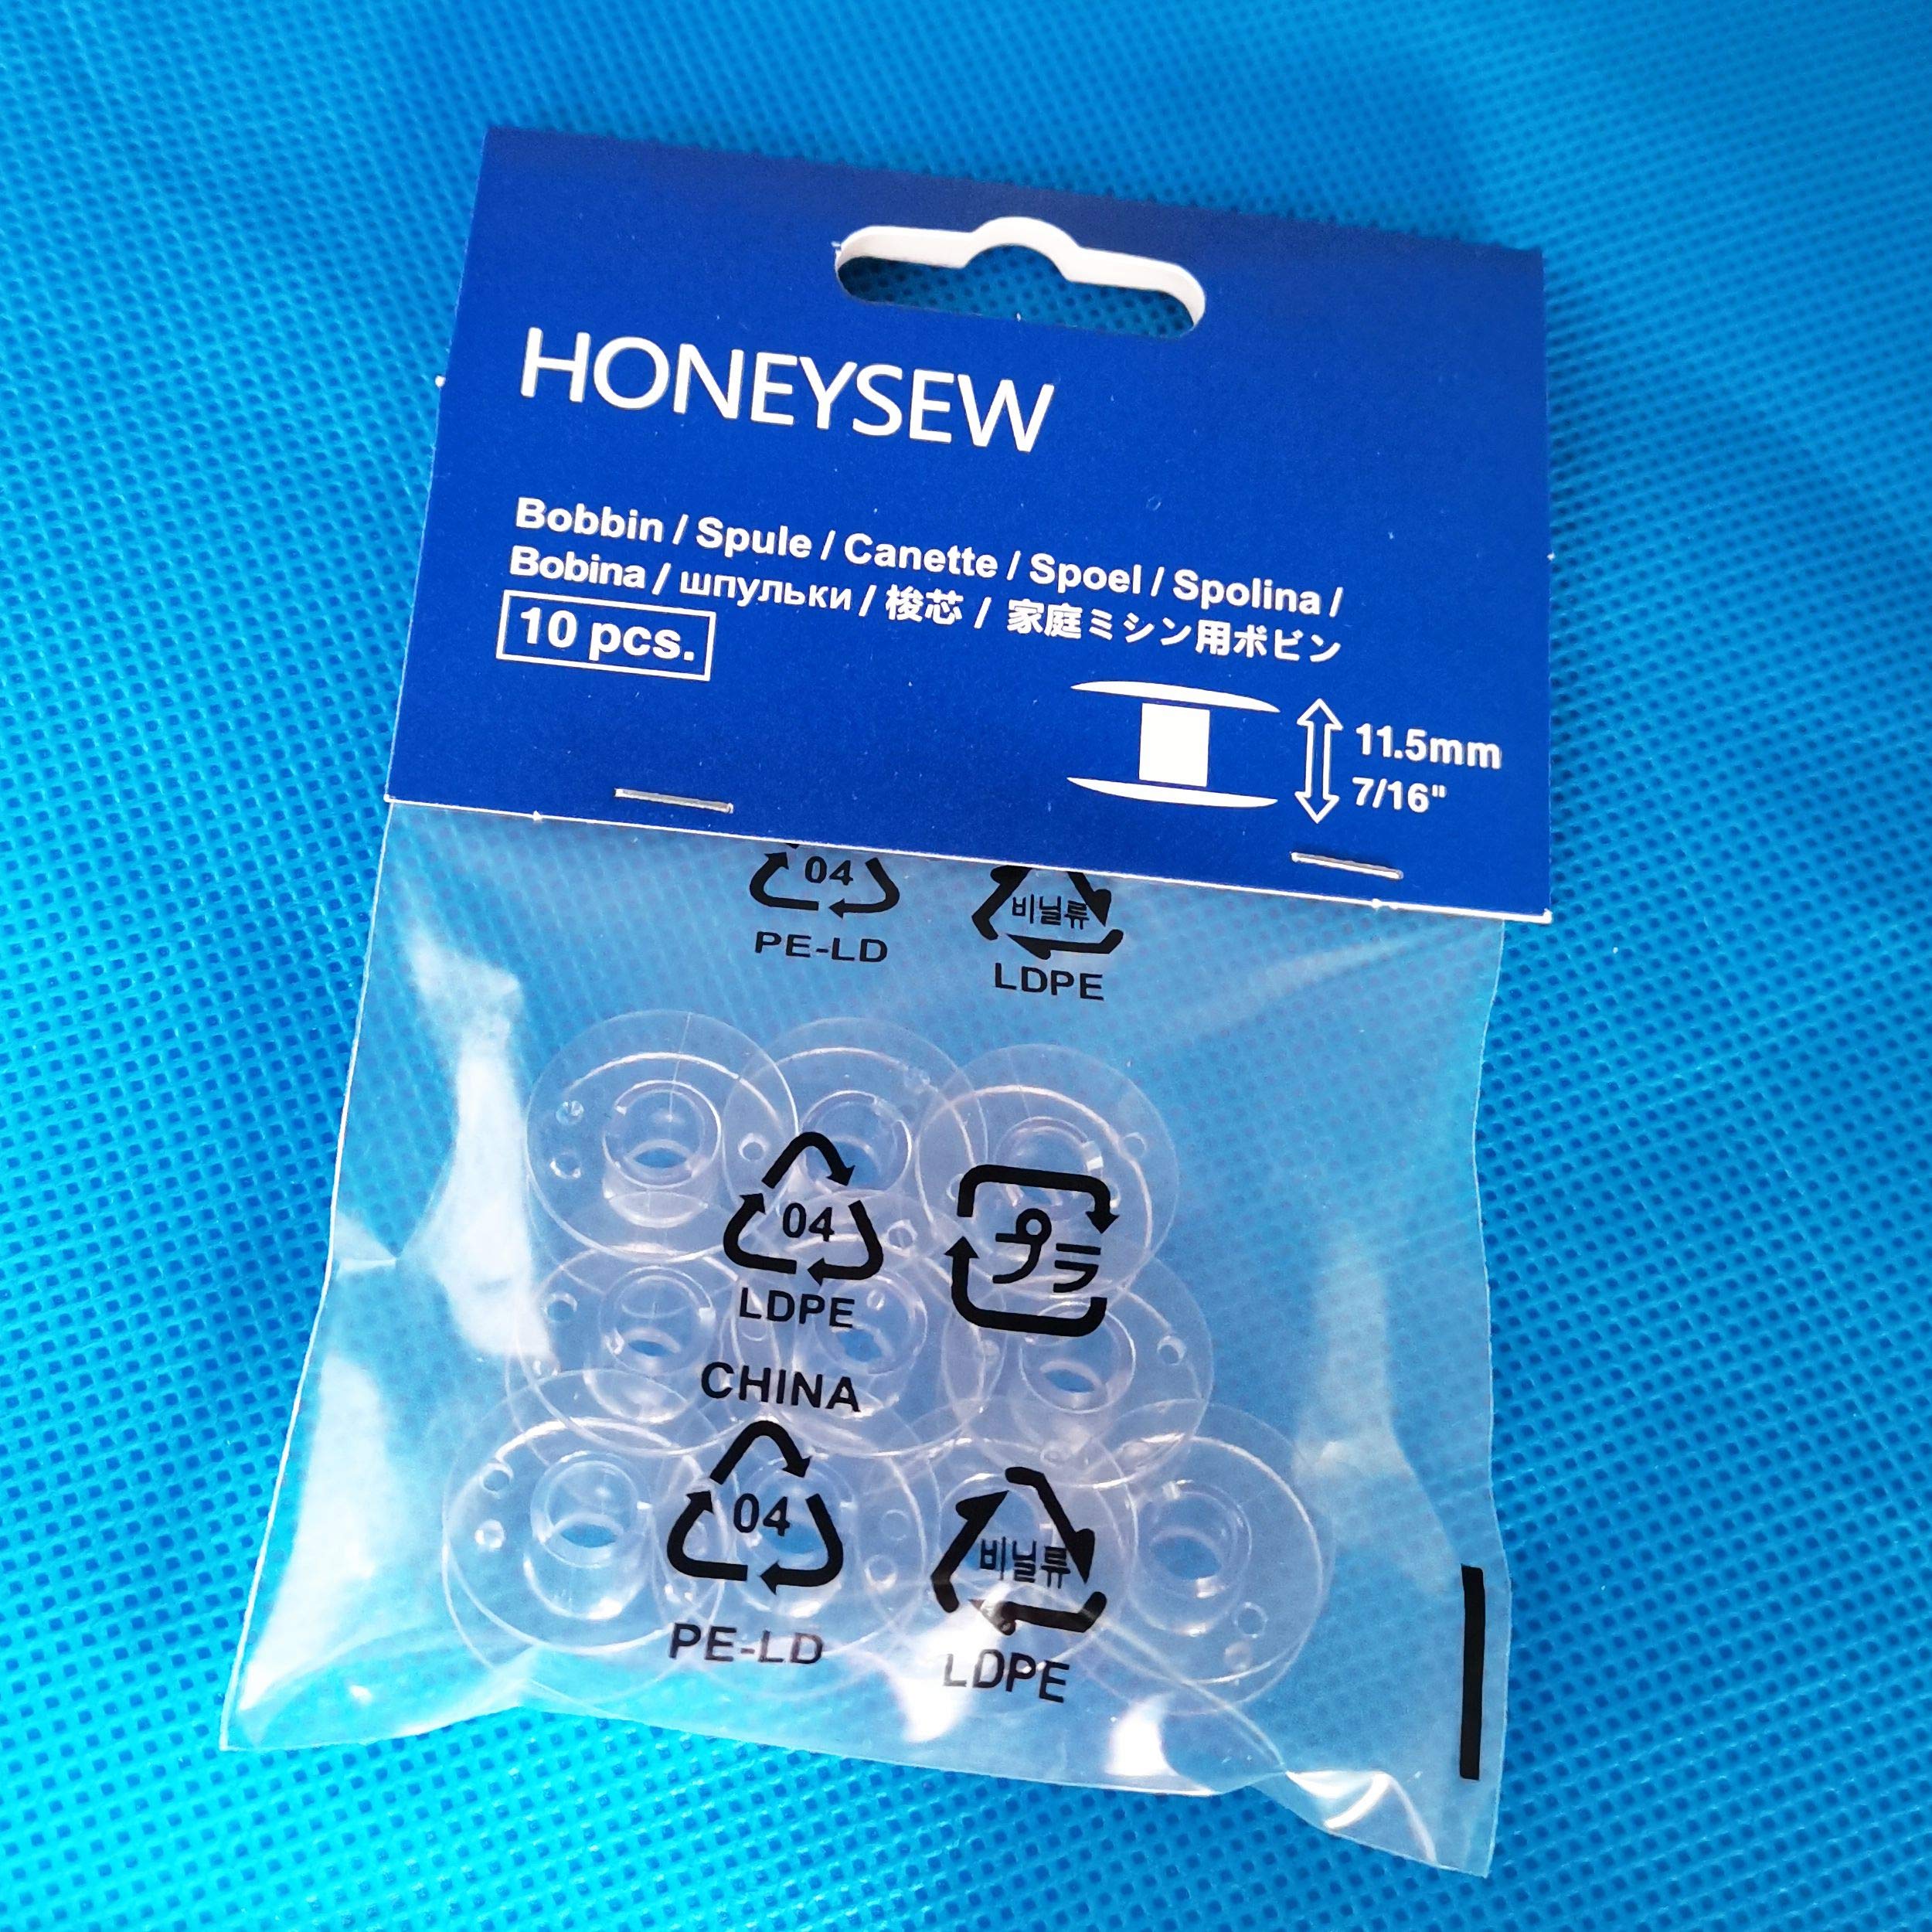 HONEYSEW
Bobbin / Spule / Canette / Spoel / Spolina /
Bobina / шпульки / 梭芯 / 家庭ミシン用ボビン
10 pcs.
11.5mm
7/16"
04
PE-LD
비닐류
LDPE
04
LDPE
プラ
CHINA
04
PE-LD
비닐류
LDPE